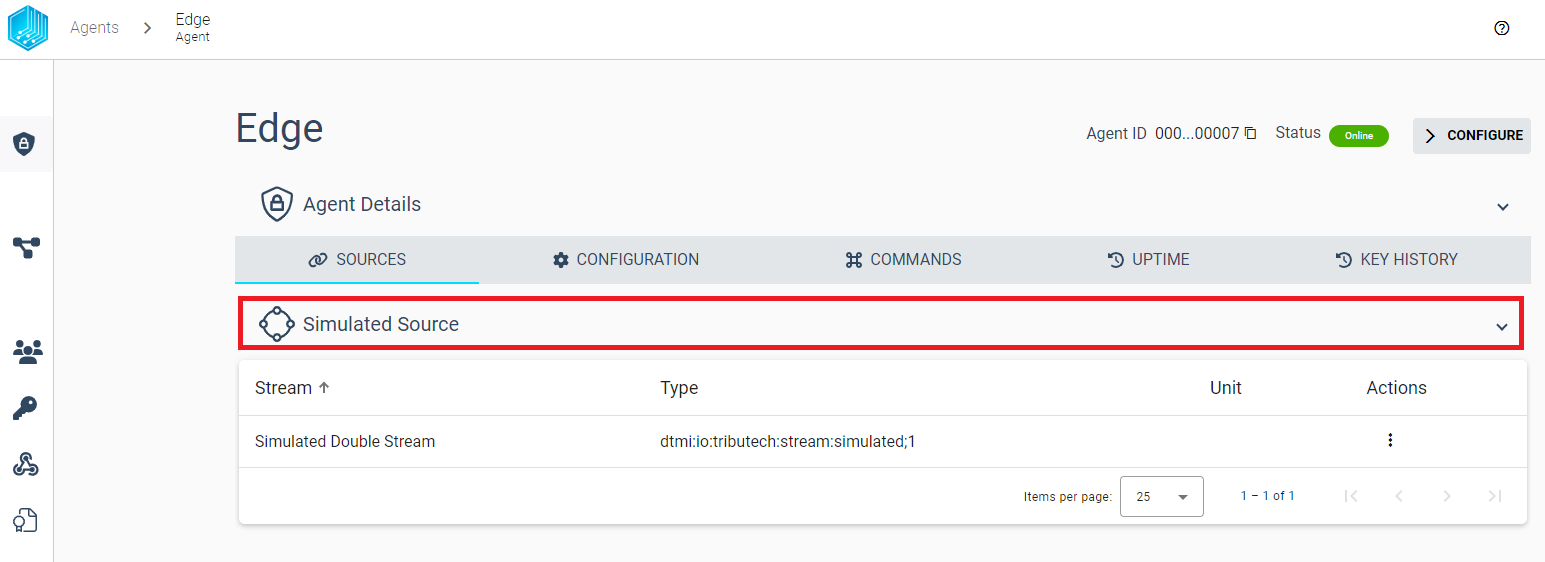 Agents
Edge
Agent
Edge
Agent ID 000...00007 Status Online CONFIGURE
Agent Details
SOURCES CONFIGURATION COMMANDS UPTIME KEY HISTORY
Simulated Source
Stream Type Unit Actions
Simulated Double Stream dtmi:io:tributech:stream:simulated;1
Items per page: 25 1 – 1 of 1